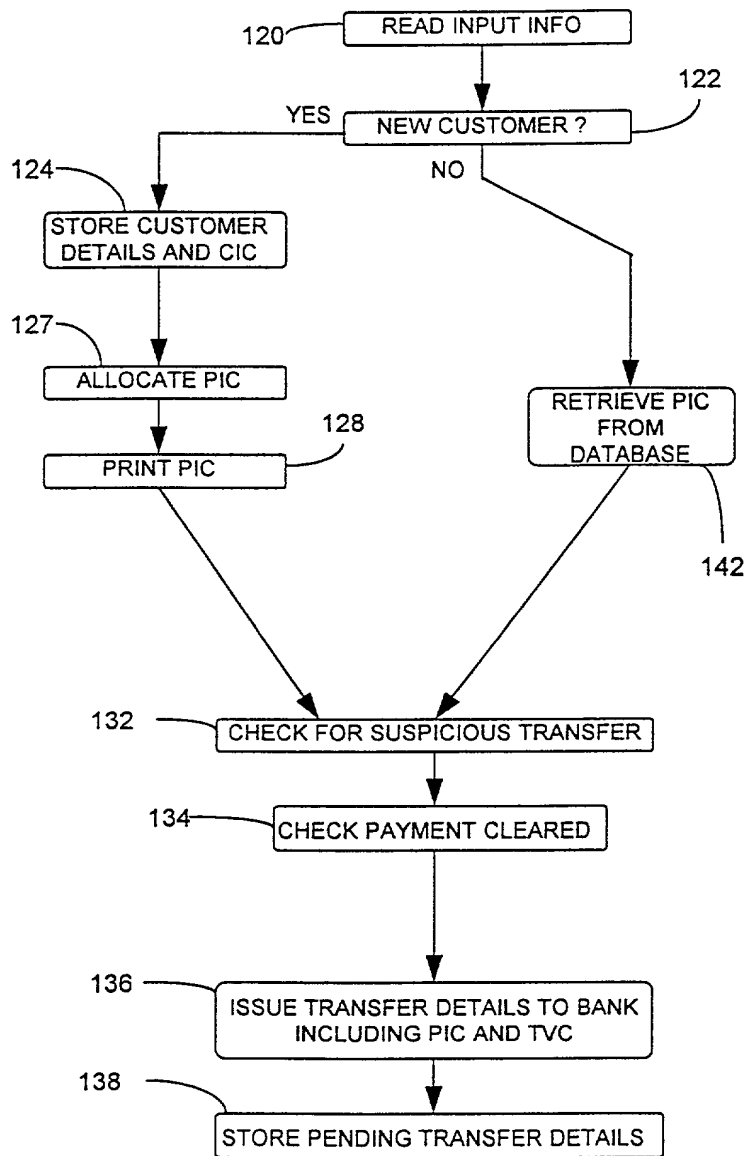 120
READ INPUT INFO
122
YES
NEW CUSTOMER ?
NO
124
STORE CUSTOMER
DETAILS AND CIC
127
ALLOCATE PIC
128
PRINT PIC
RETRIEVE PIC
FROM
DATABASE
142
132
CHECK FOR SUSPICIOUS TRANSFER
134
CHECK PAYMENT CLEARED
136
ISSUE TRANSFER DETAILS TO BANK
INCLUDING PIC AND TVC
138
STORE PENDING TRANSFER DETAILS